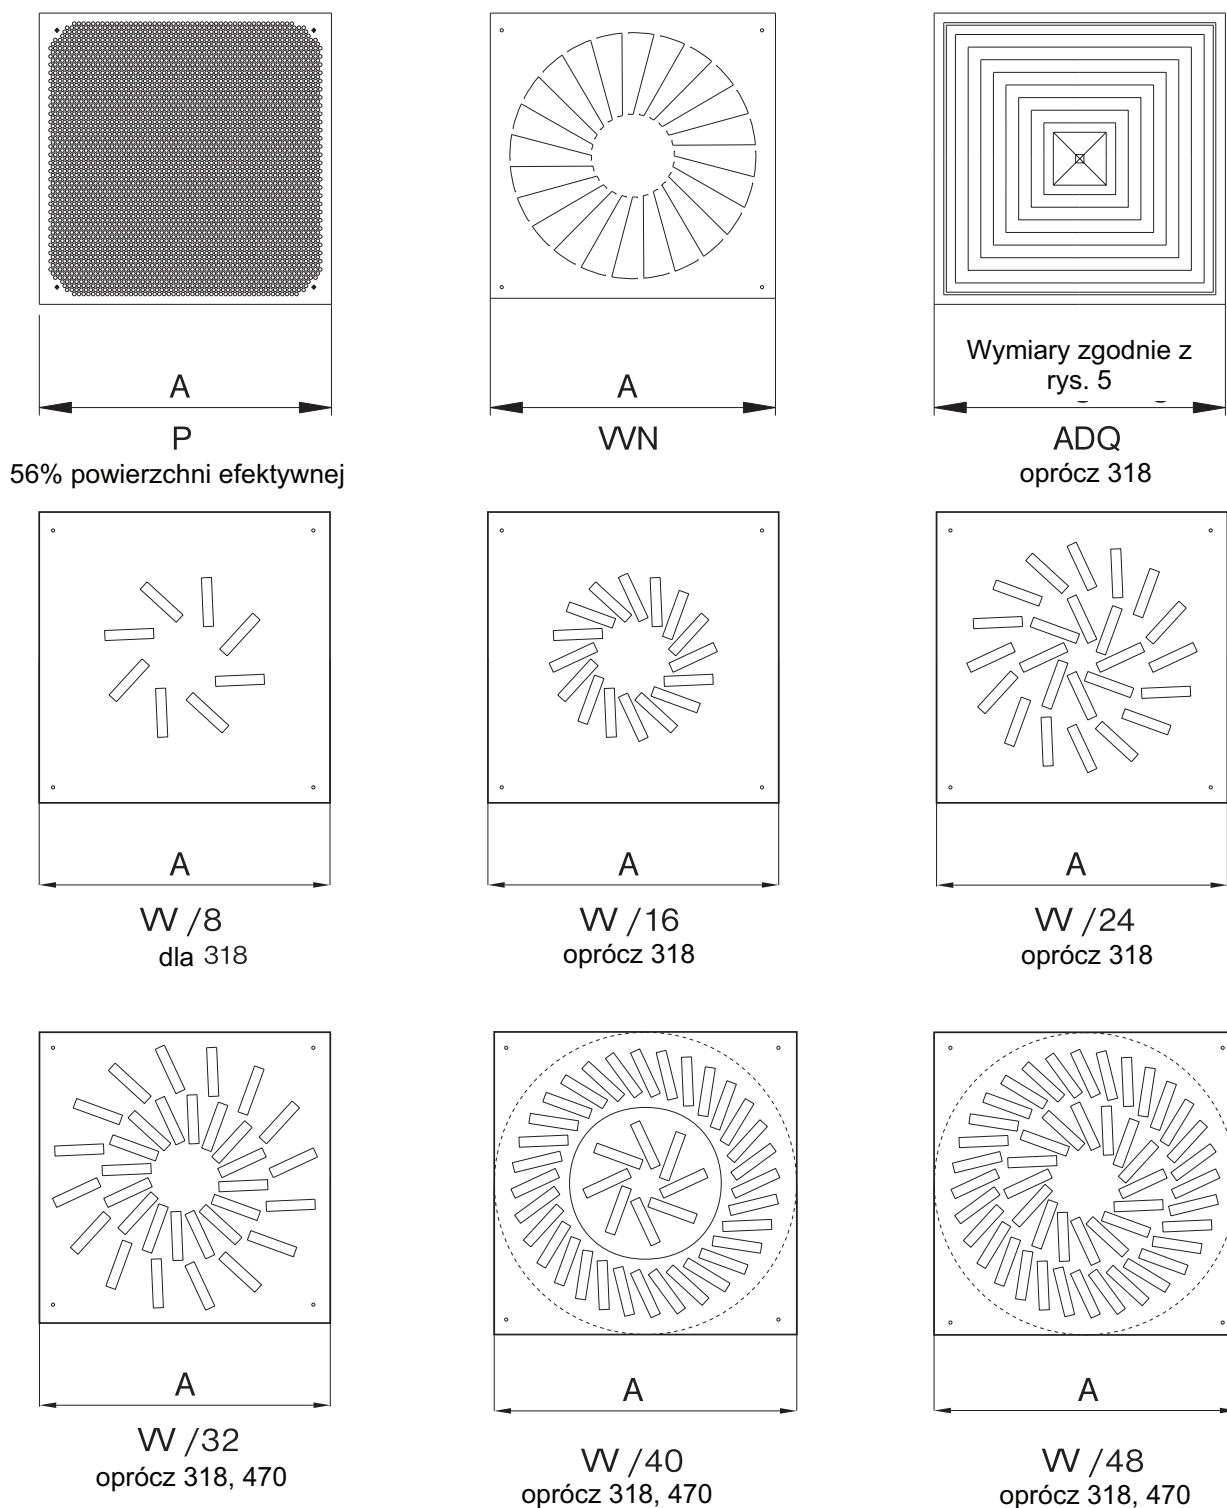 A
P
56% powierzchni efektywnej
A
VVN
Wymiary zgodnie z
rys. 5
ADQ
oprócz 318
A
VV /8
dla 318
A
VV /16
oprócz 318
A
VV /24
oprócz 318
A
VV /32
oprócz 318, 470
A
VV /40
oprócz 318, 470
A
VV /48
oprócz 318, 470